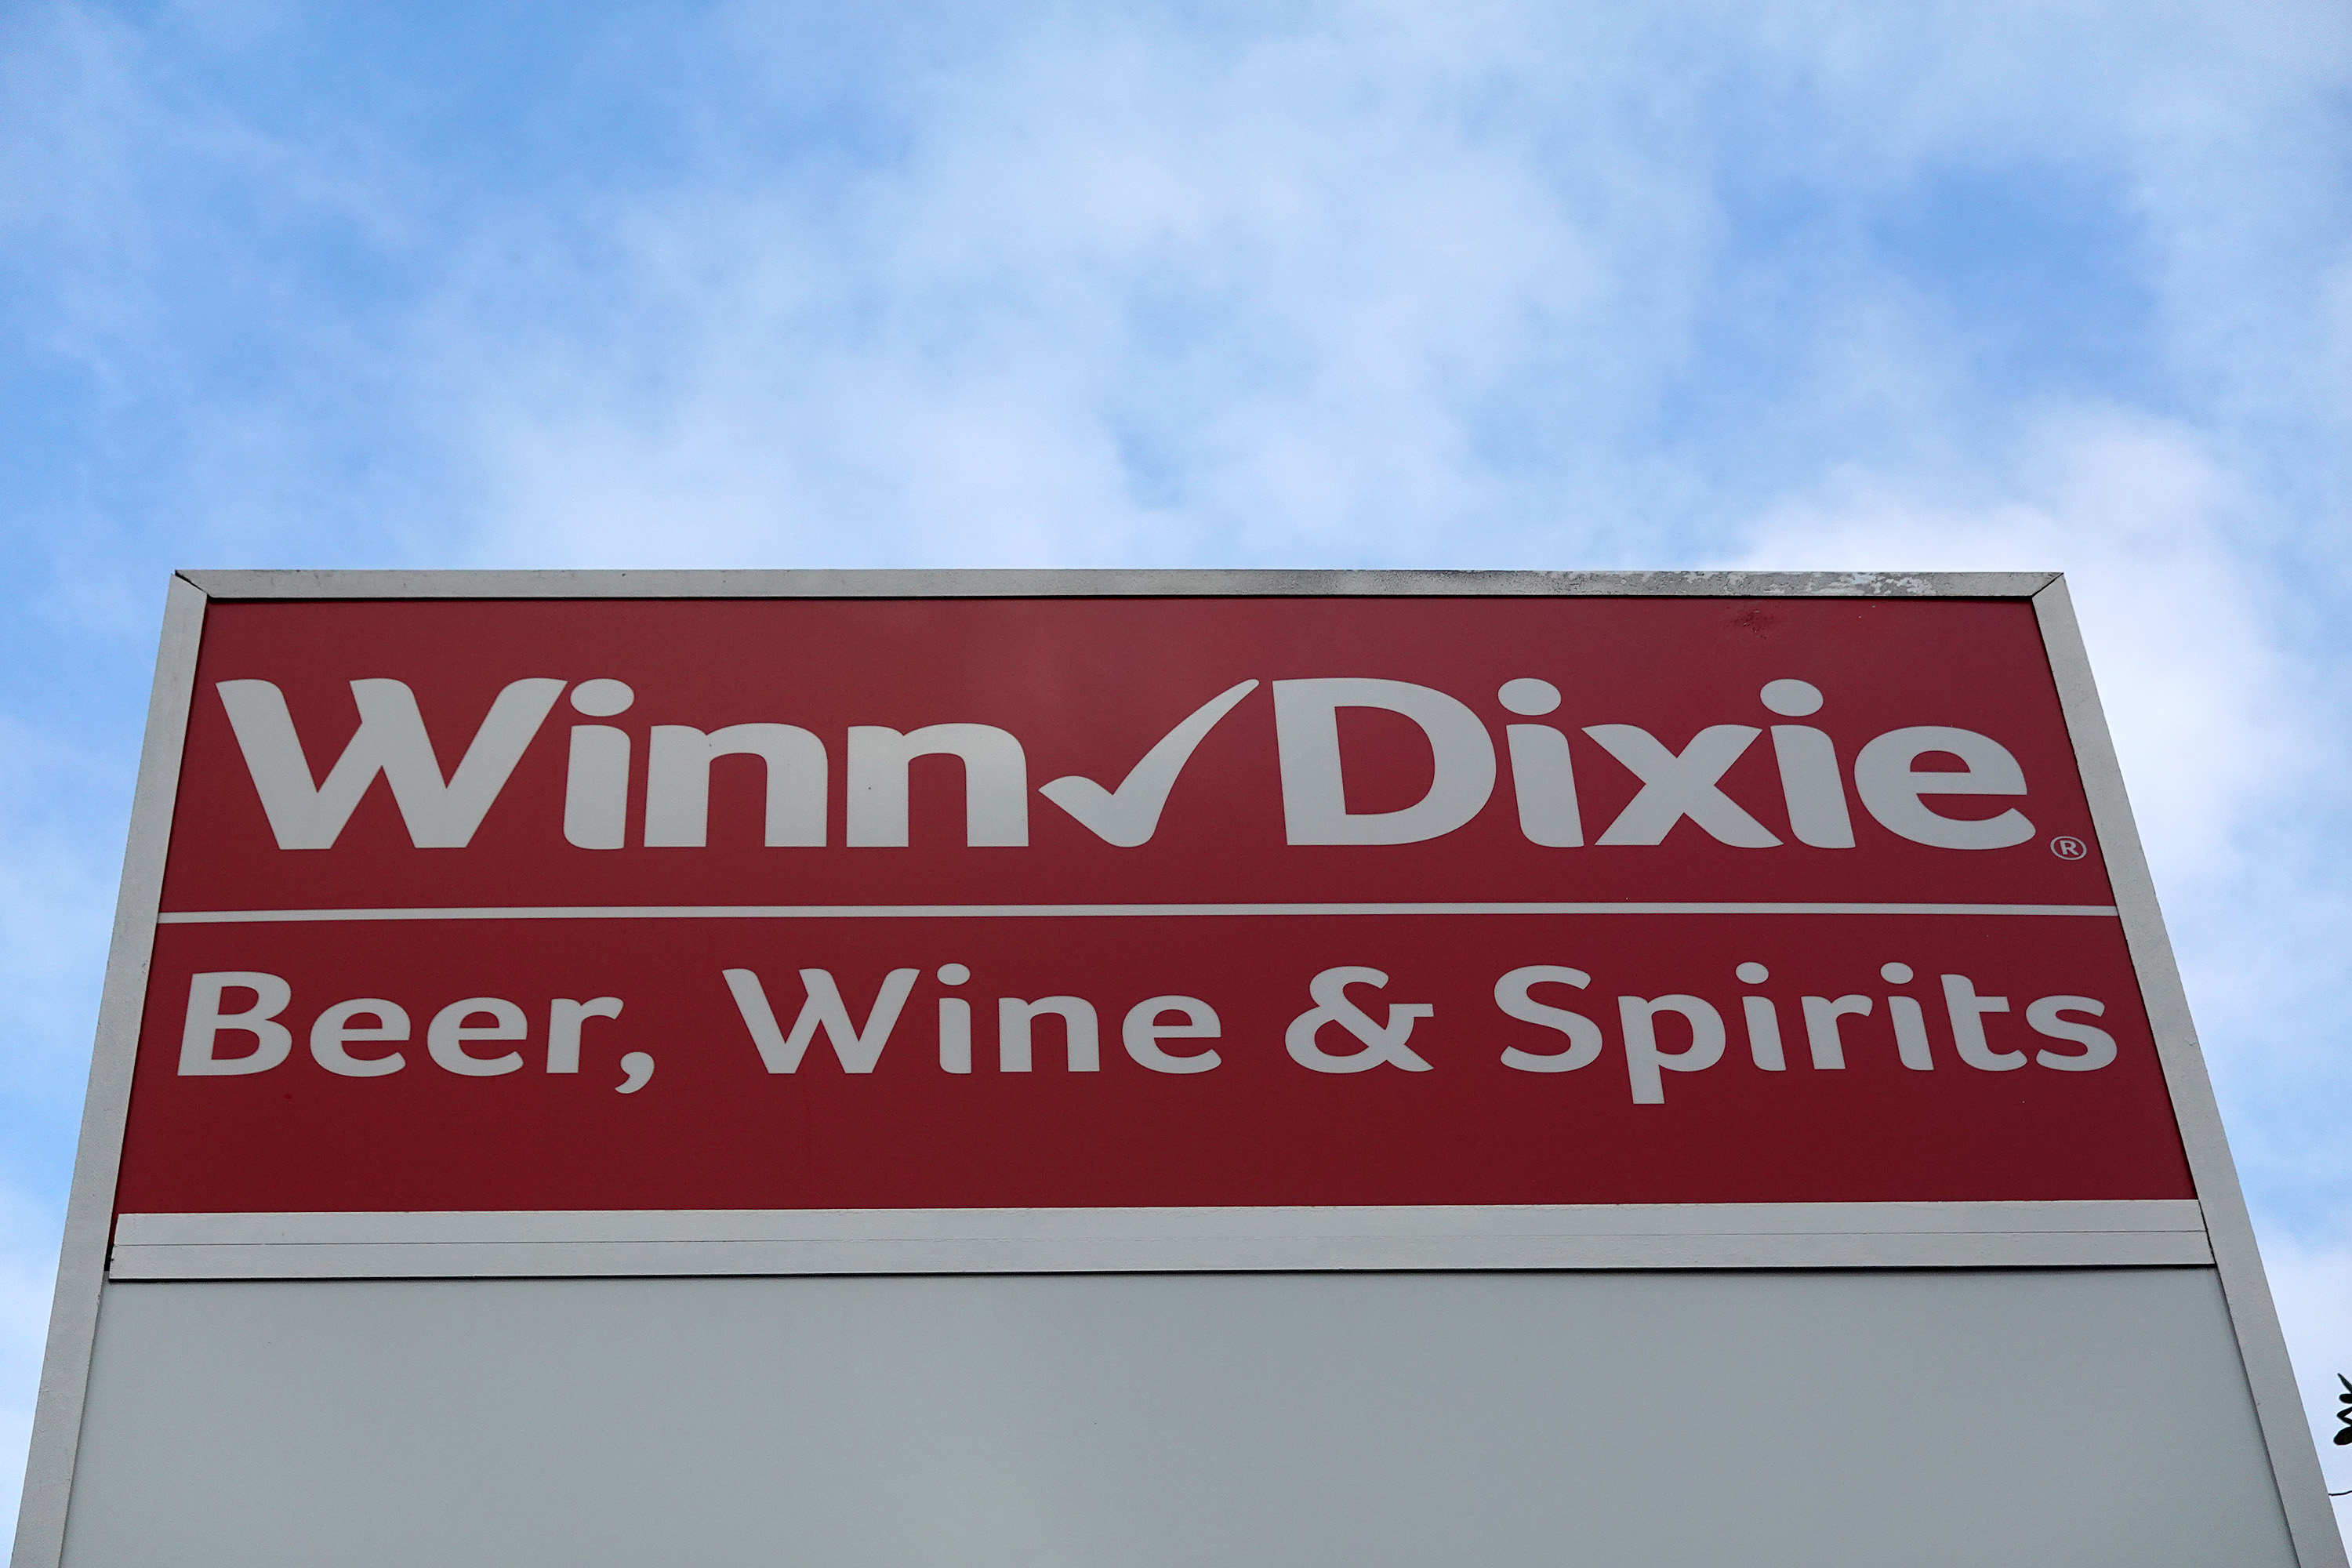 Winn✓Dixie®
Beer, Wine & Spirits